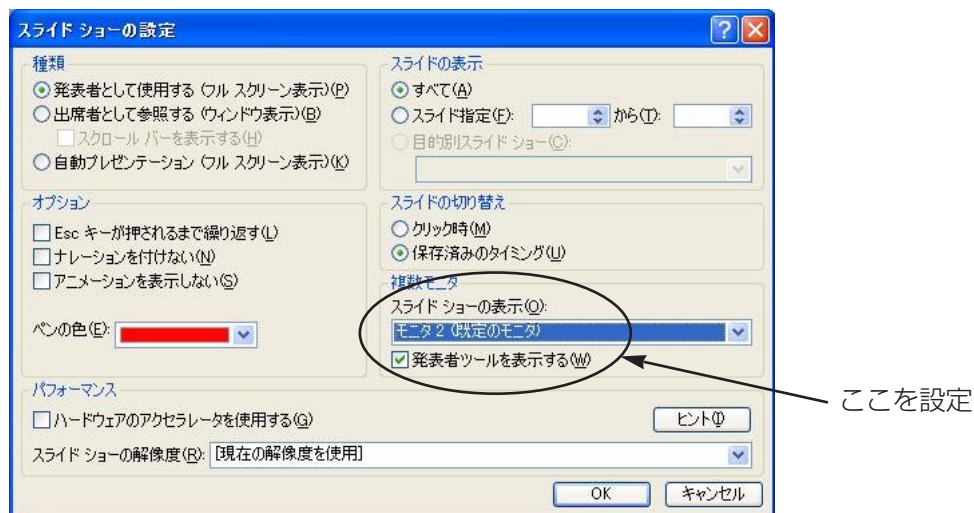 スライド ショーの設定
種類
発表者として使用する (フル スクリーン表示)(P)
出席者として参照する (ウィンドウ表示)(B)
スクロール バーを表示する(H)
自動プレゼンテーション (フル スクリーン表示)(K)
スライドの表示
すべて(A)
スライド指定(F): から(T):
目的別スライド ショー(C):
オプション
Esc キーが押されるまで繰り返す(L)
ナレーションを付けない(N)
アニメーションを表示しない(S)
ペンの色(E):
スライドの切り替え
クリック時(M)
保存済みのタイミング(U)
複数モニタ
スライド ショーの表示(O):
モニタ 2 (既定のモニタ)
発表者ツールを表示する(W)
ここを設定
パフォーマンス
ハードウェアのアクセラレータを使用する(G)
ヒント(I)
スライド ショーの解像度(R): [現在の解像度を使用]
OK キャンセル